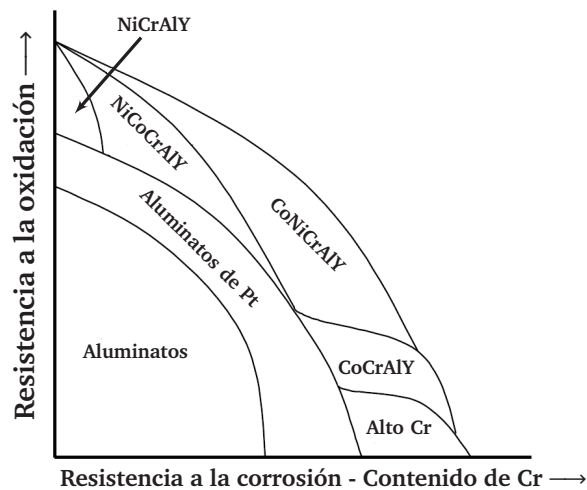 NiCrAlY
Resistencia a la oxidación →
NiCoCrAlY
CoNiCrAlY
Aluminatos de Pt
Aluminatos
CoCrAlY
Alto Cr
Resistencia a la corrosión - Contenido de Cr →